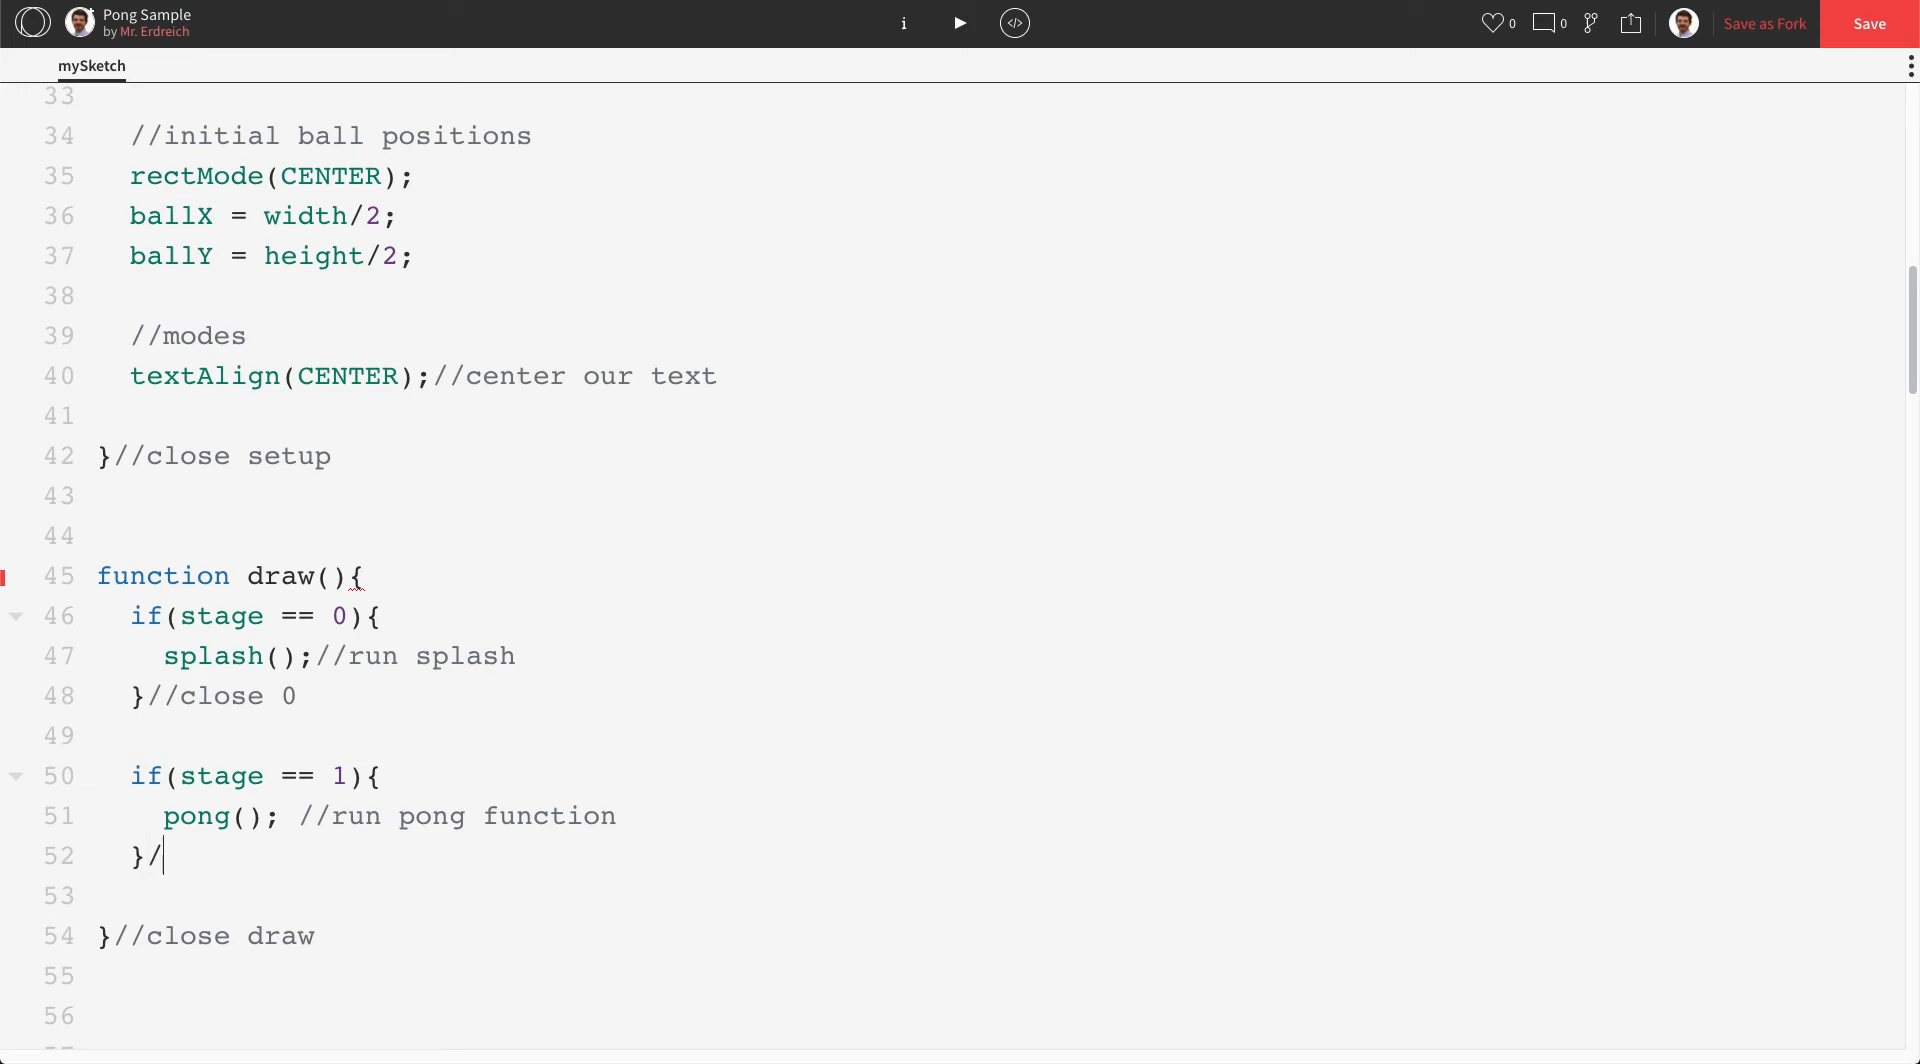 Pong Sample
by Mr. Erdreich
i
</>
0
0
Save as Fork
Save
mySketch
33
34 //initial ball positions
35 rectMode(CENTER);
36 ballX = width/2;
37 ballY = height/2;
38
39 //modes
40 textAlign(CENTER);//center our text
41
42 }//close setup
43
44
45 function draw(){
46 if(stage == 0){
47 splash();//run splash
48 }//close 0
49
50 if(stage == 1){
51 pong(); //run pong function
52 }/
53
54 }//close draw
55
56